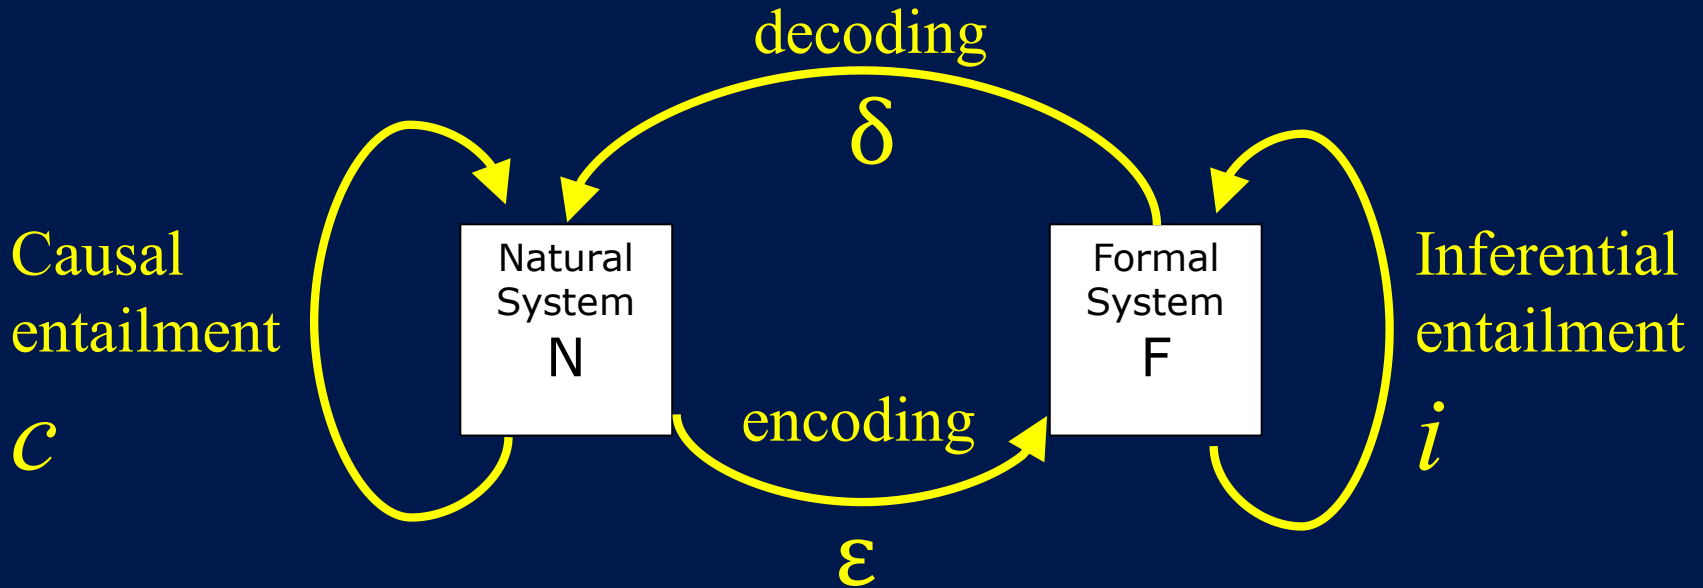 decoding
δ
Causal
entailment
c
Natural
System
N
encoding
ε
Formal
System
F
Inferential
entailment
i